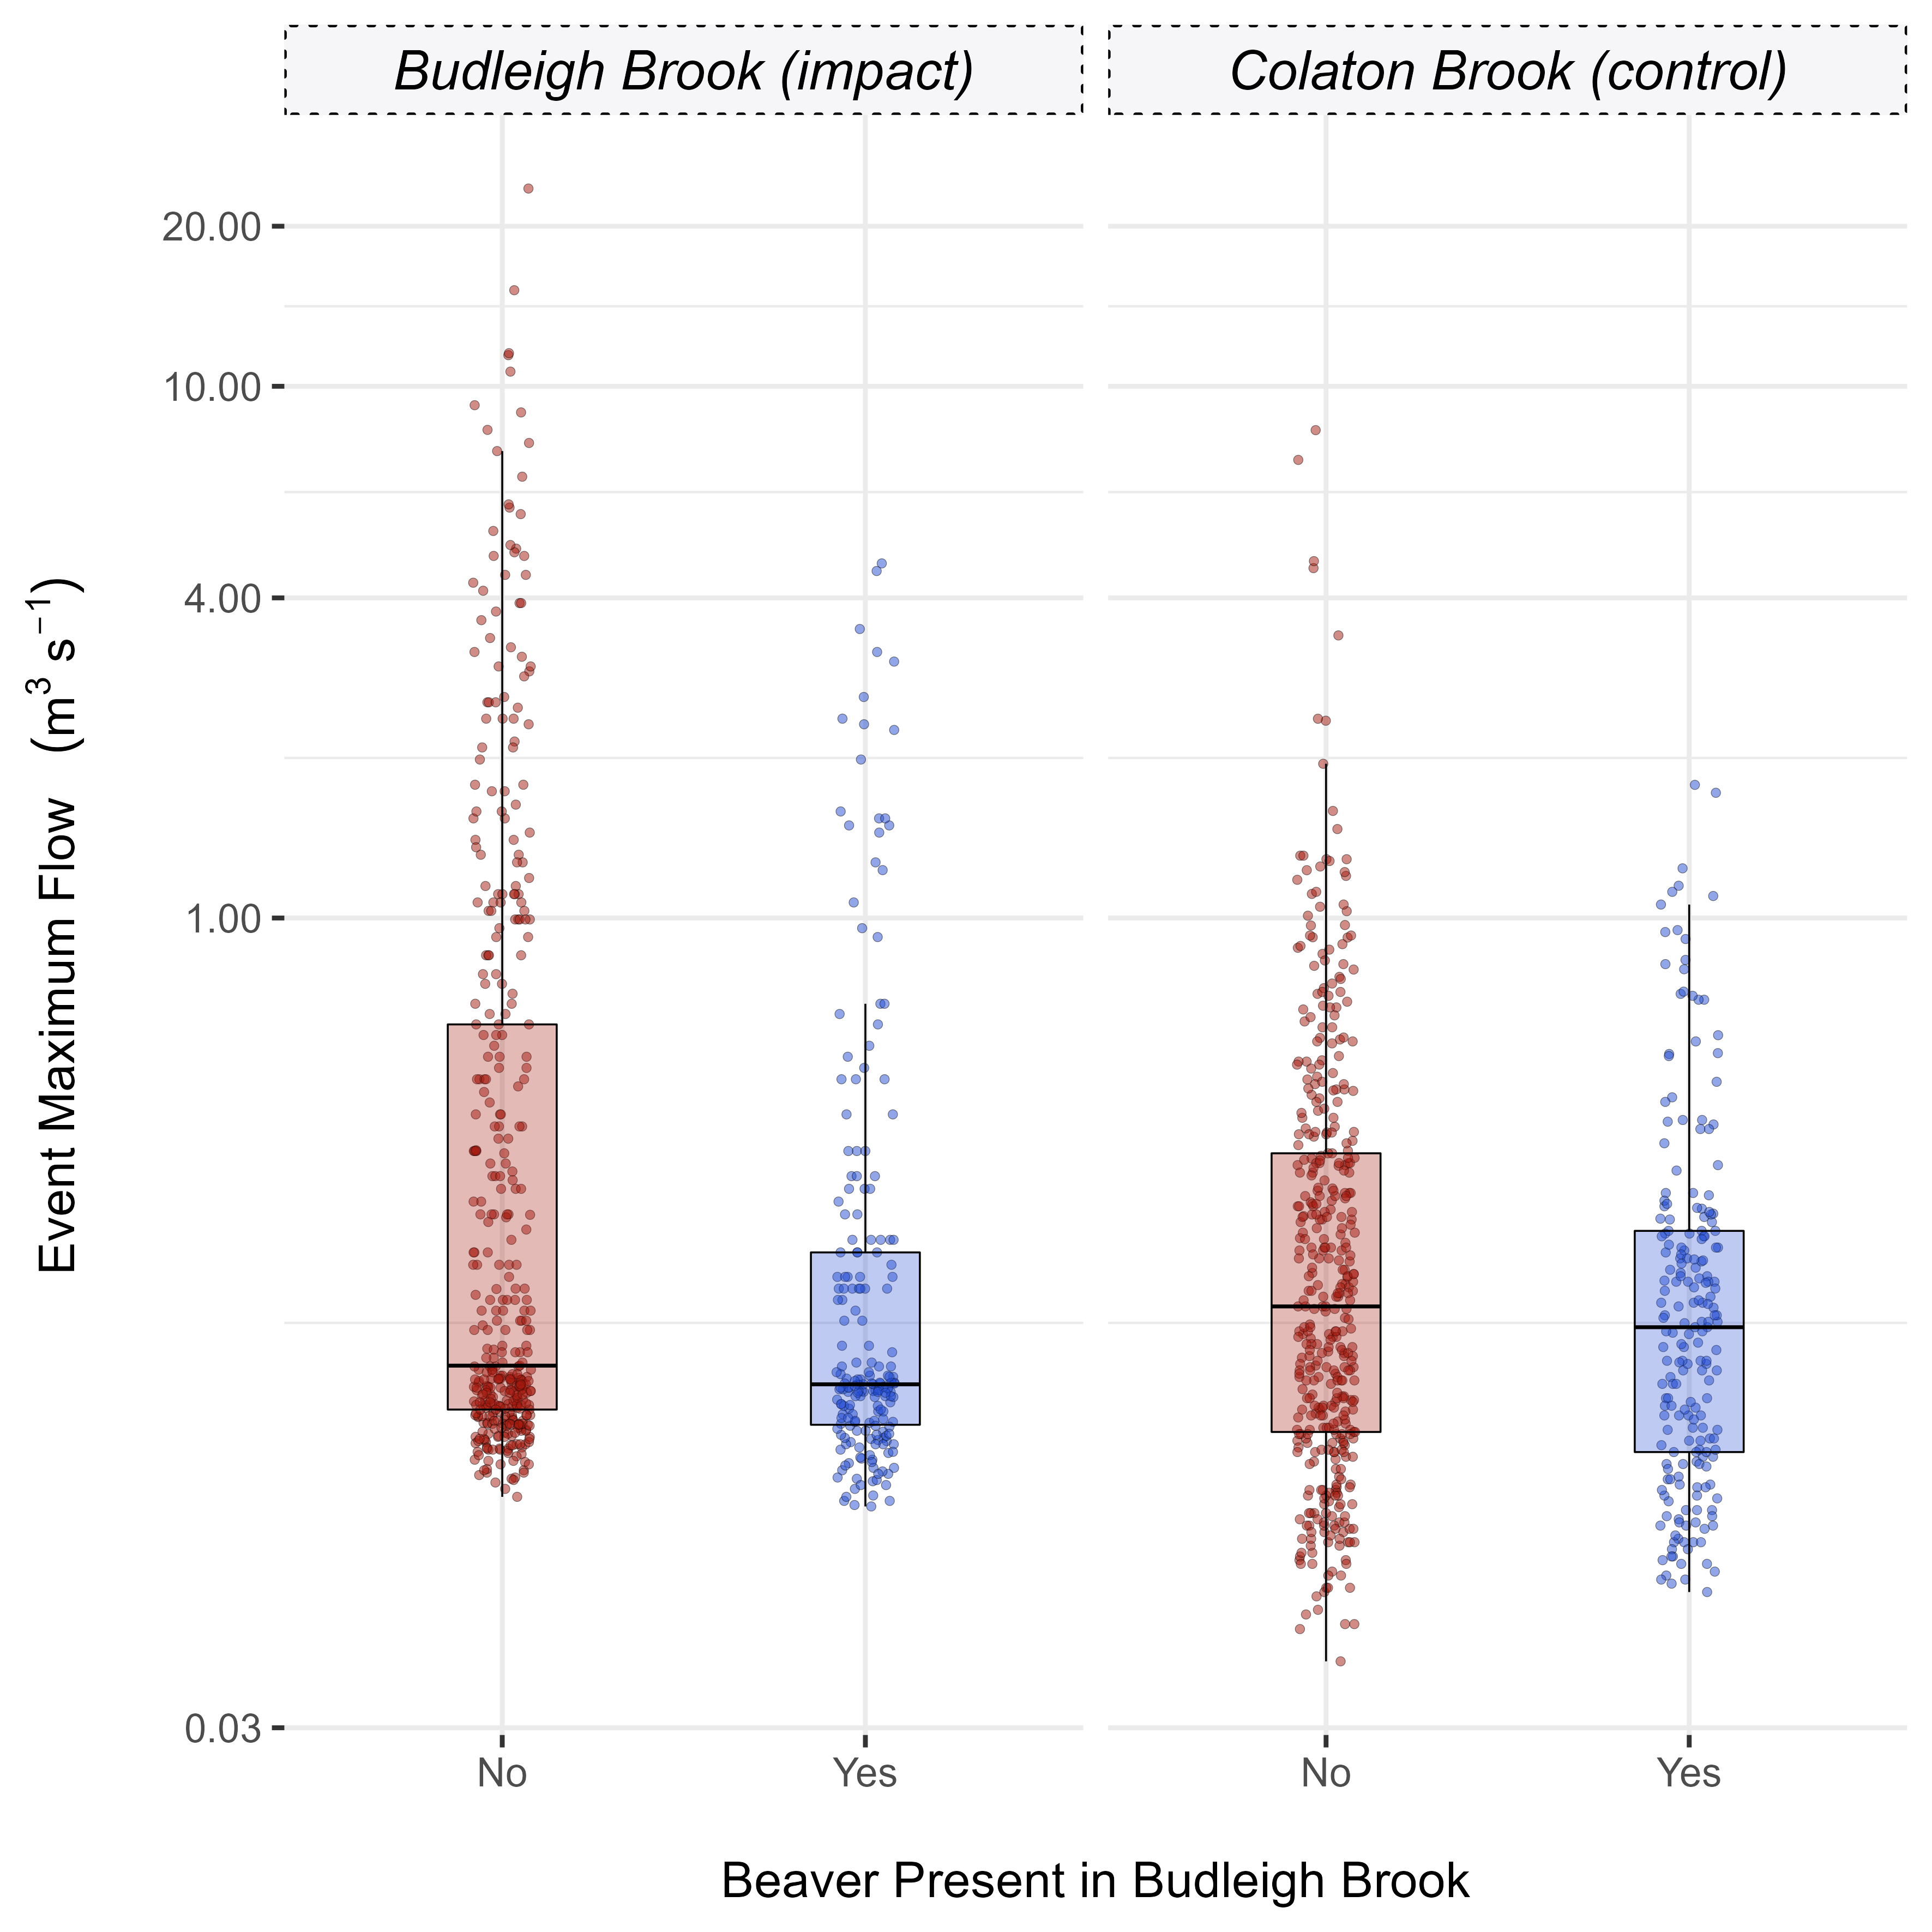 Budleigh Brook (impact)
Colaton Brook (control)
Event Maximum Flow (m³ s⁻¹)
20.00
10.00
4.00
1.00
0.03
No
Yes
No
Yes
Beaver Present in Budleigh Brook